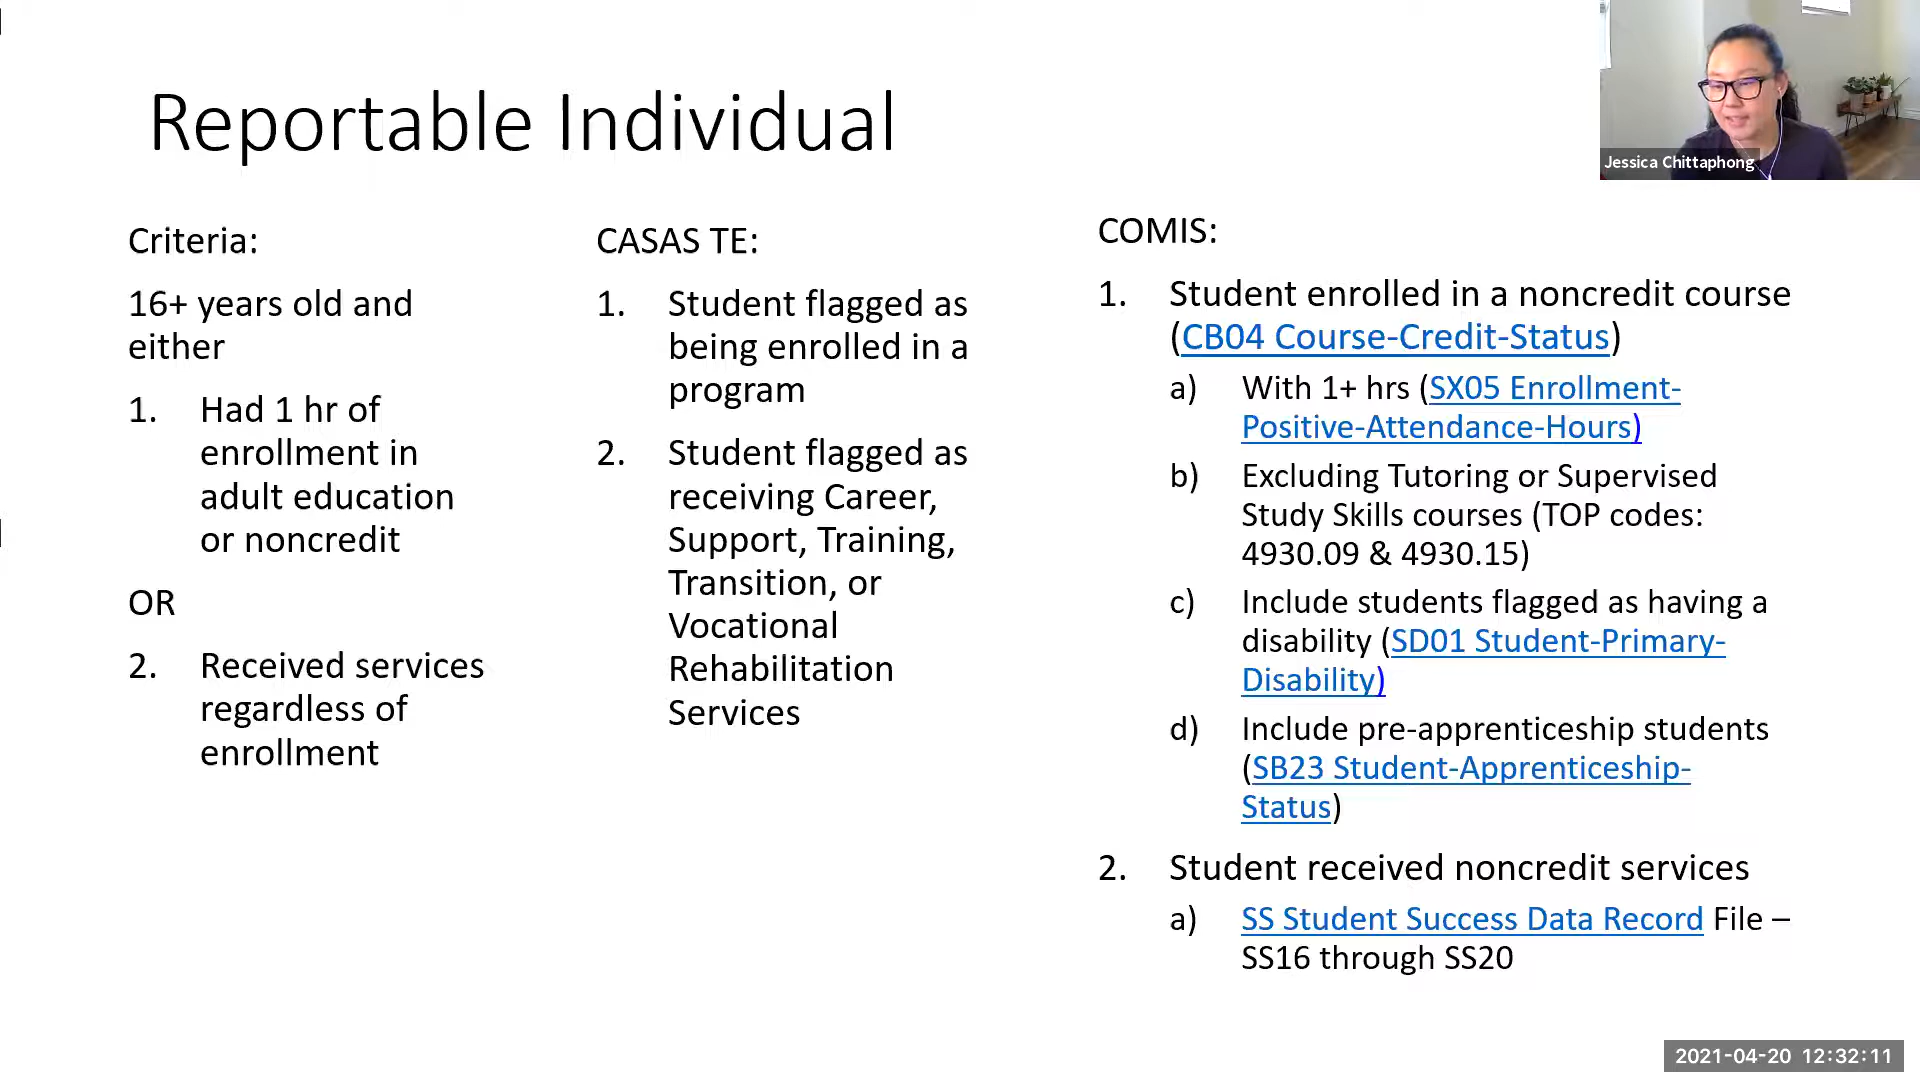 Reportable Individual
Jessica Chittaphong
Criteria:
16+ years old and
either
1. Had 1 hr of
enrollment in
adult education
or noncredit
OR
2. Received services
regardless of
enrollment
CASAS TE:
1. Student flagged as
being enrolled in a
program
2. Student flagged as
receiving Career,
Support, Training,
Transition, or
Vocational
Rehabilitation
Services
COMIS:
1. Student enrolled in a noncredit course
(CB04 Course-Credit-Status)
a) With 1+ hrs (SX05 Enrollment-
Positive-Attendance-Hours)
b) Excluding Tutoring or Supervised
Study Skills courses (TOP codes:
4930.09 & 4930.15)
c) Include students flagged as having a
disability (SD01 Student-Primary-
Disability)
d) Include pre-apprenticeship students
(SB23 Student-Apprenticeship-
Status)
2. Student received noncredit services
a) SS Student Success Data Record File –
SS16 through SS20
2021-04-20 12:32:11